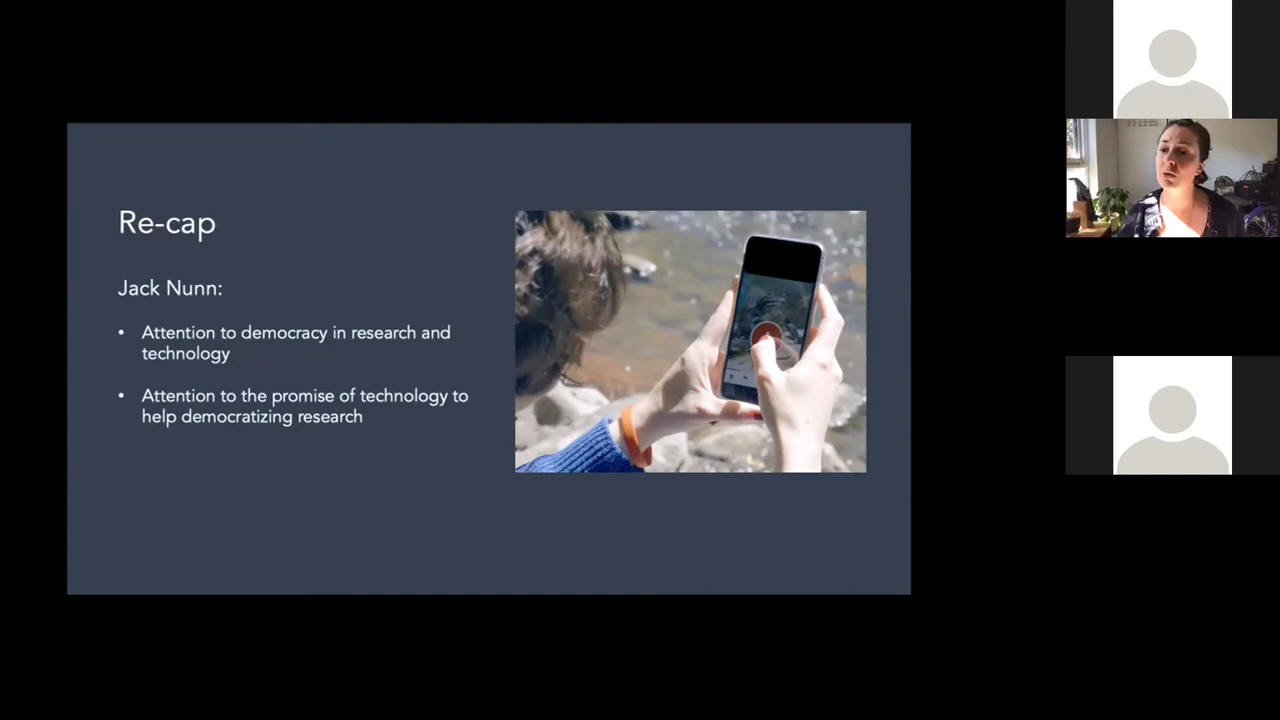 Re-cap
Jack Nunn:
• Attention to democracy in research and
technology
• Attention to the promise of technology to
help democratizing research